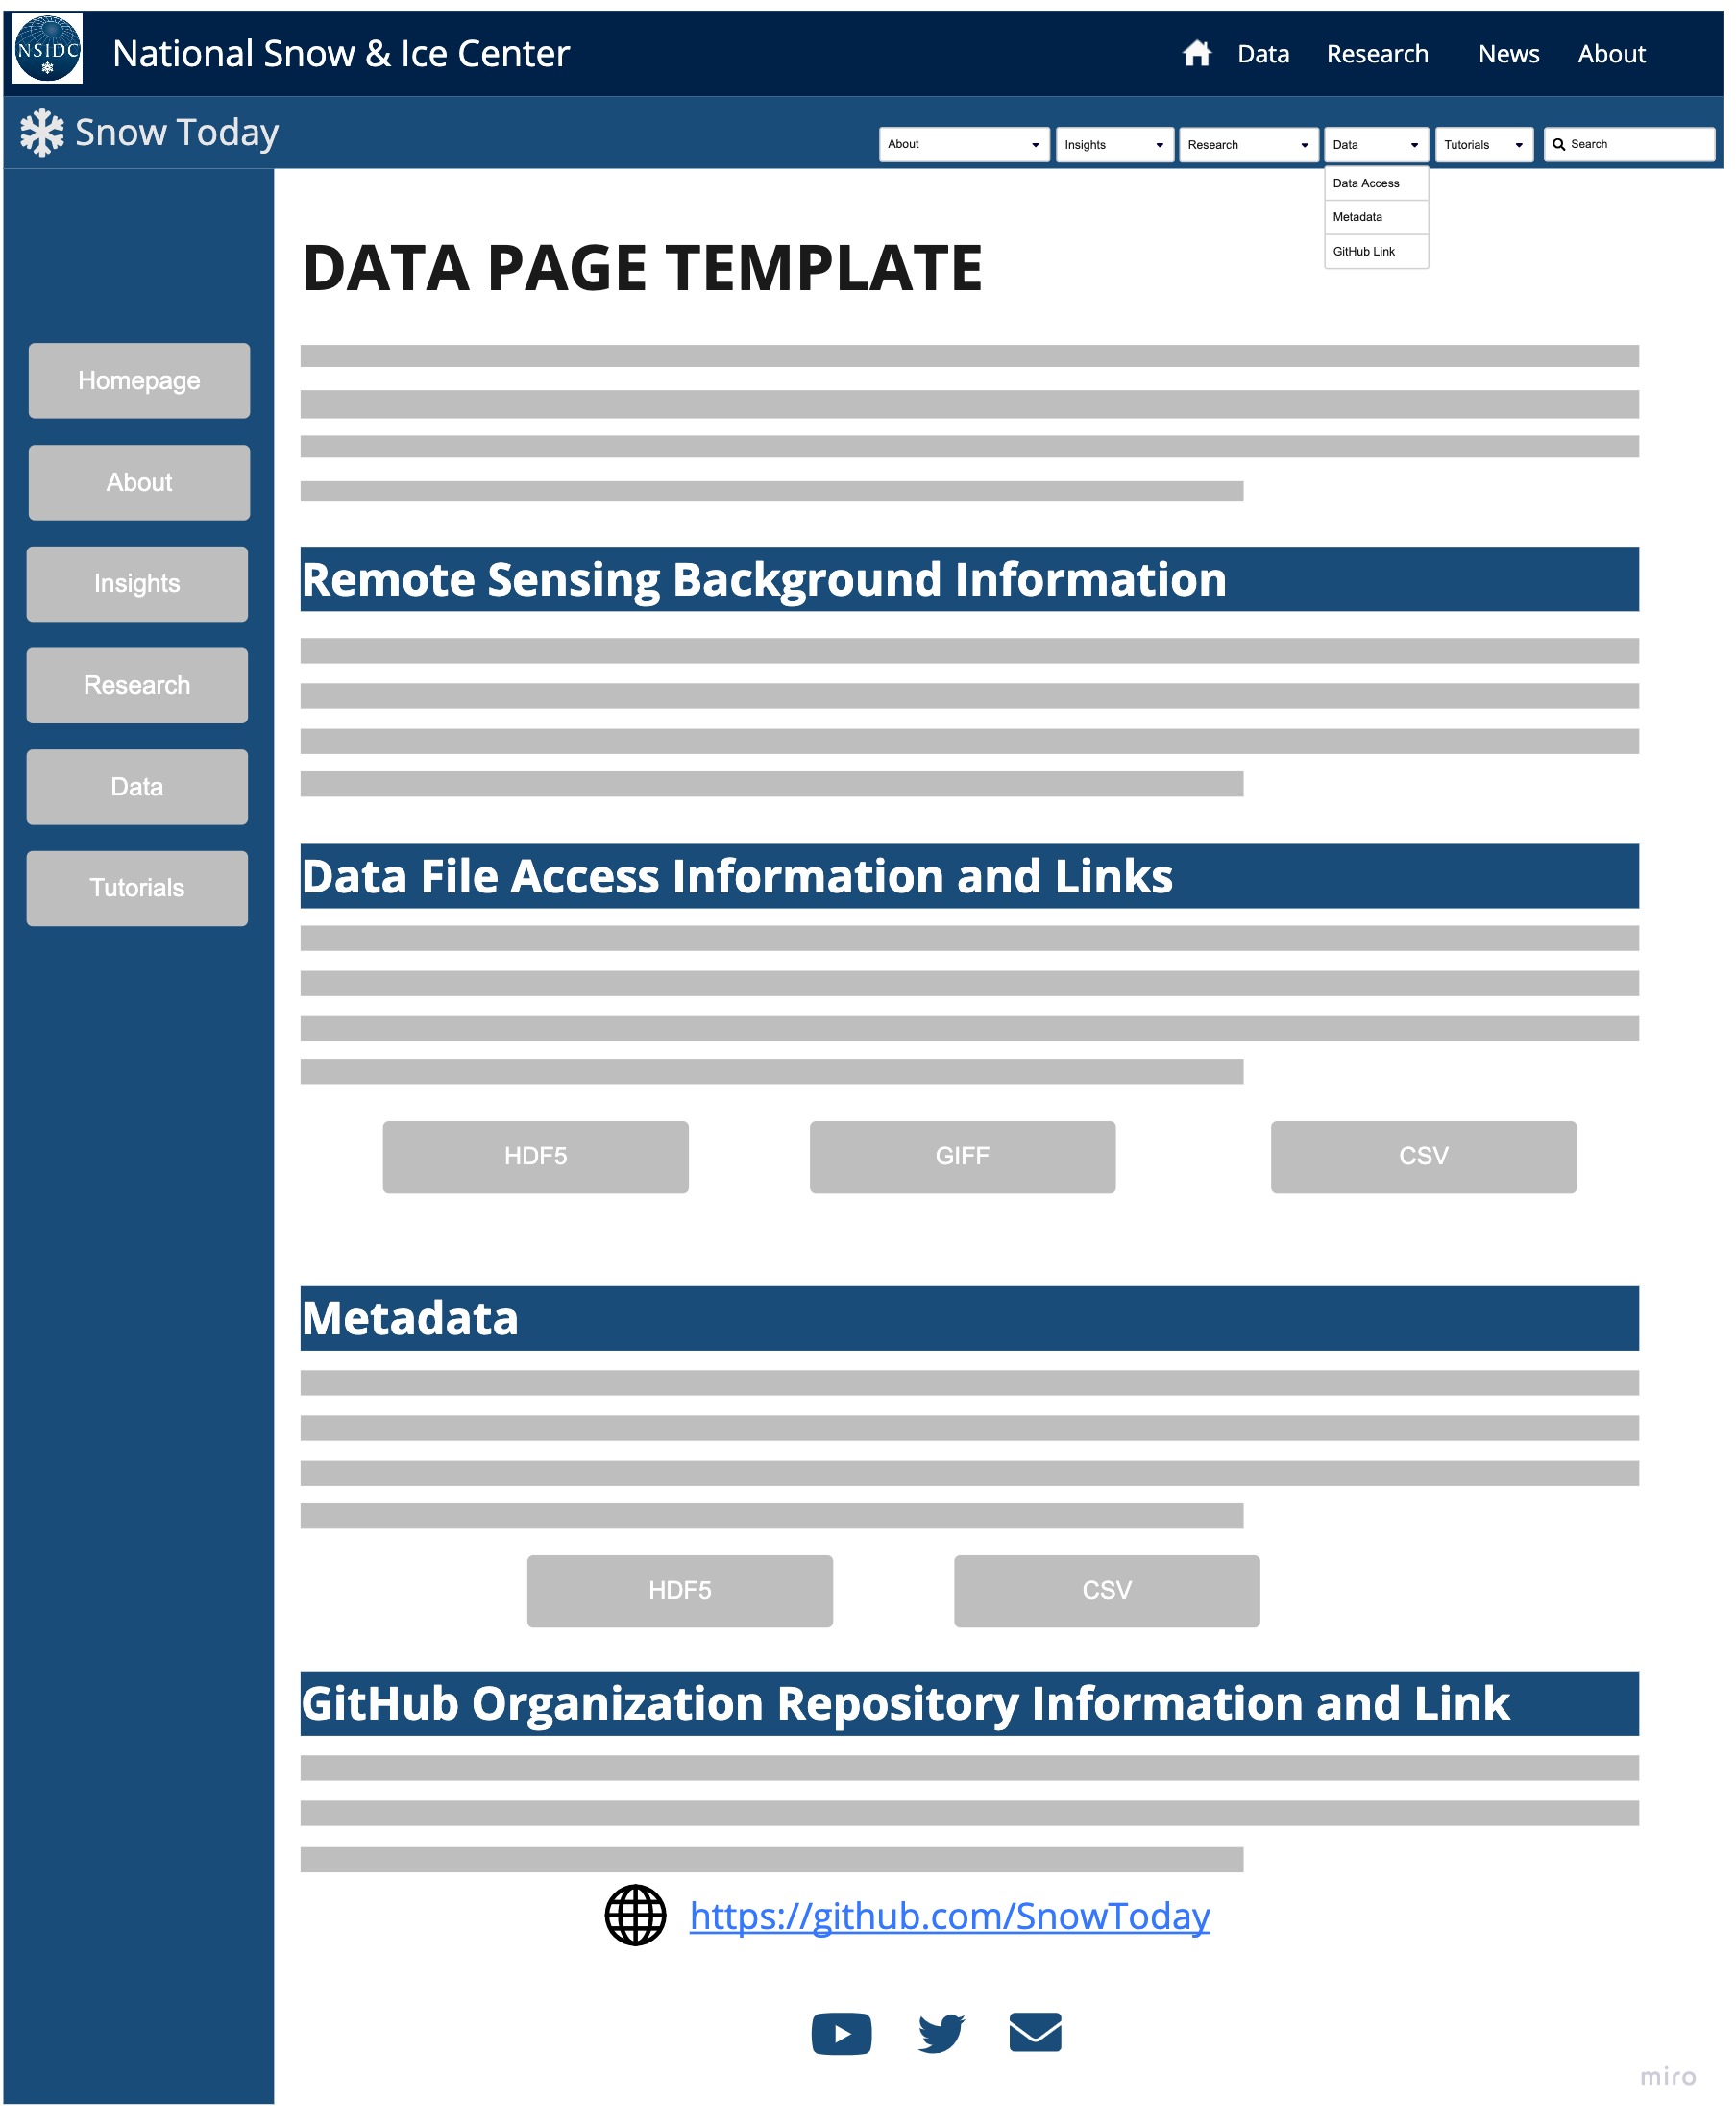 NSIDC
National Snow & Ice Center
Data
Research
News
About
Snow Today
About
Insights
Research
Data
Tutorials
Search
Data Access
Metadata
GitHub Link
DATA PAGE TEMPLATE
Homepage
About
Insights
Research
Data
Tutorials
Remote Sensing Background Information
Data File Access Information and Links
HDF5
GIFF
CSV
Metadata
HDF5
CSV
GitHub Organization Repository Information and Link
https://github.com/SnowToday
miro